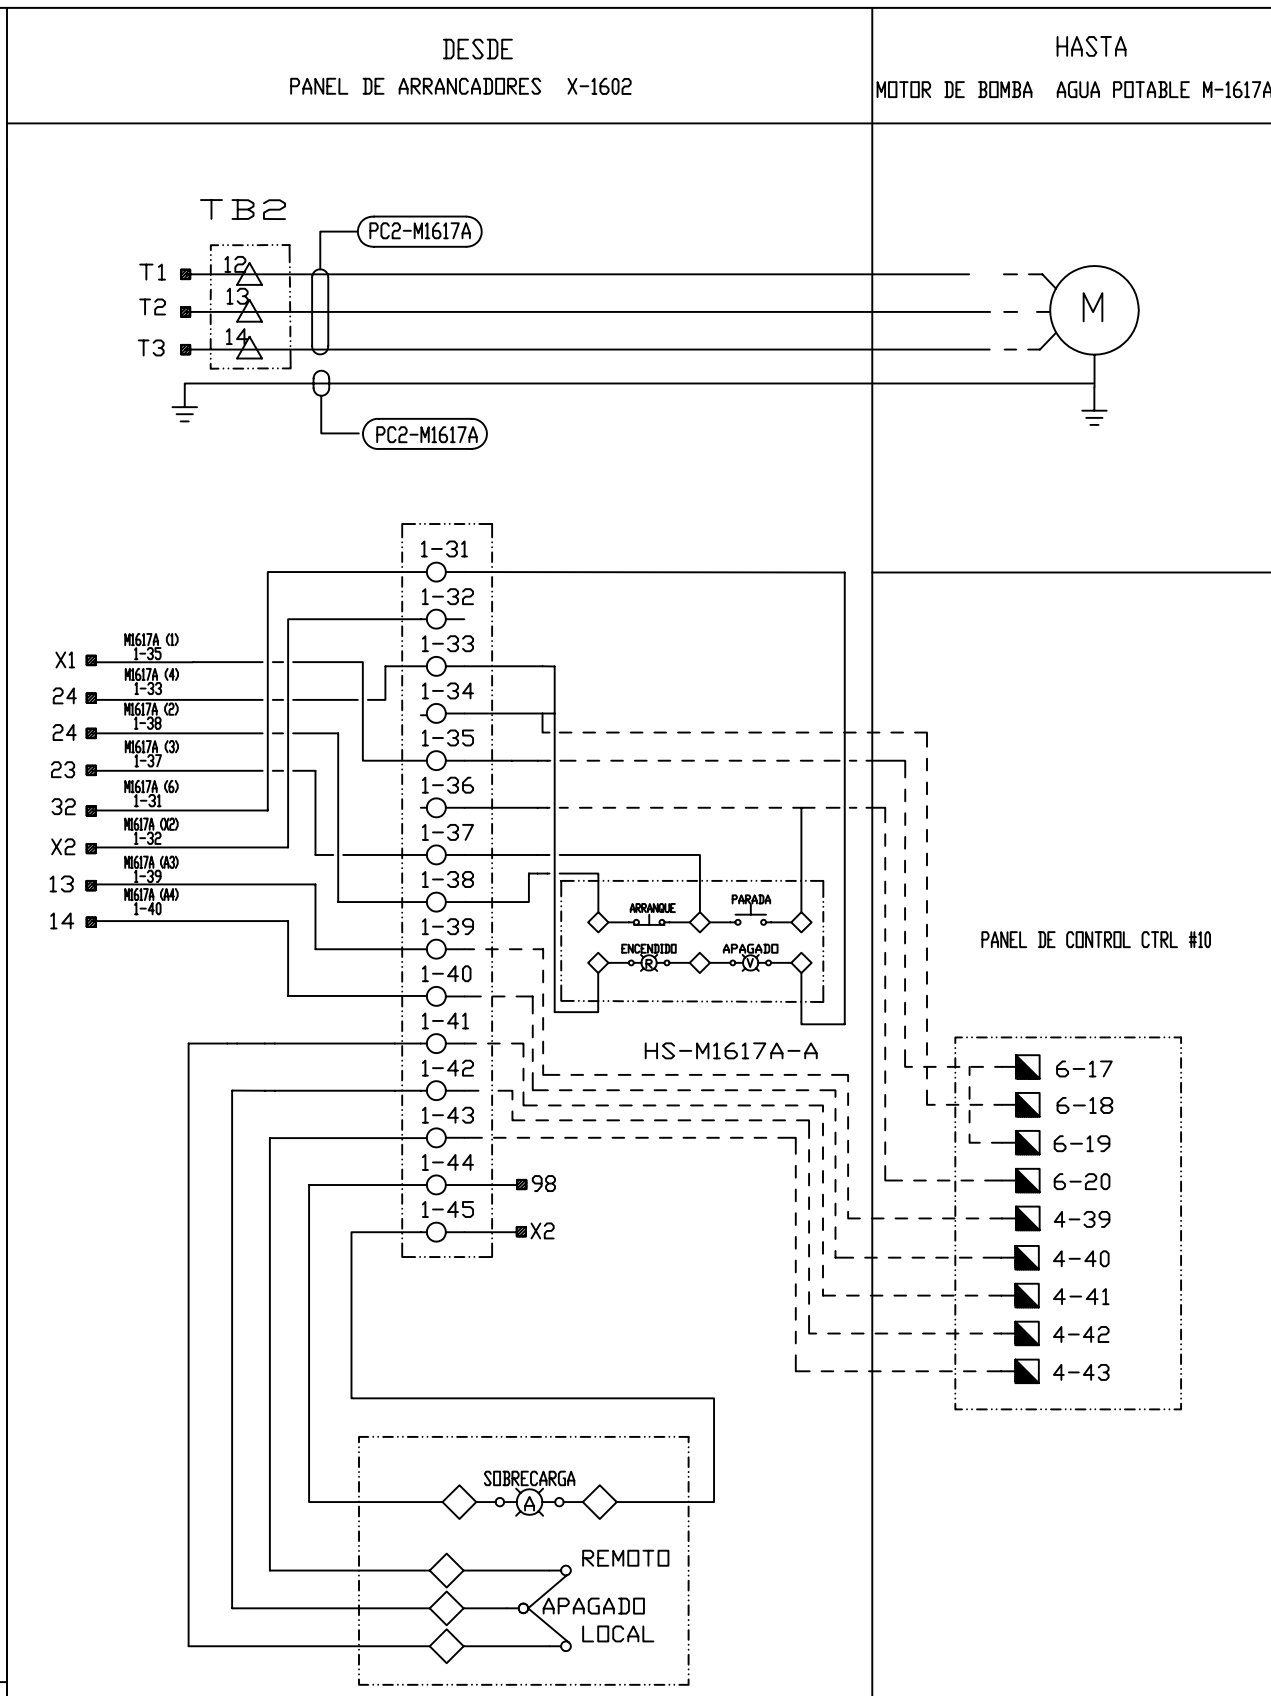 DESDE
PANEL DE ARRANCADORES X-1602
HASTA
MOTOR DE BOMBA AGUA POTABLE M-1617A
TB2
PC2-M1617A
T1
12
T2
13
T3
14
M
PC2-M1617A
1-31
1-32
1-33
1-34
1-35
1-36
1-37
1-38
1-39
1-40
1-41
1-42
1-43
1-44
1-45
98
X2
X1
M1617A (1)
1-35
24
M1617A (4)
1-33
24
M1617A (2)
1-38
23
M1617A (3)
1-37
32
M1617A (6)
1-31
X2
M1617A (X2)
1-32
13
M1617A (A3)
1-39
14
M1617A (A4)
1-40
ARRANQUE
PARADA
ENCENDIDO
APAGADO
R
V
HS-M1617A-A
PANEL DE CONTROL CTRL #10
6-17
6-18
6-19
6-20
4-39
4-40
4-41
4-42
4-43
SOBRECARGA
A
REMOTO
APAGADO
LOCAL